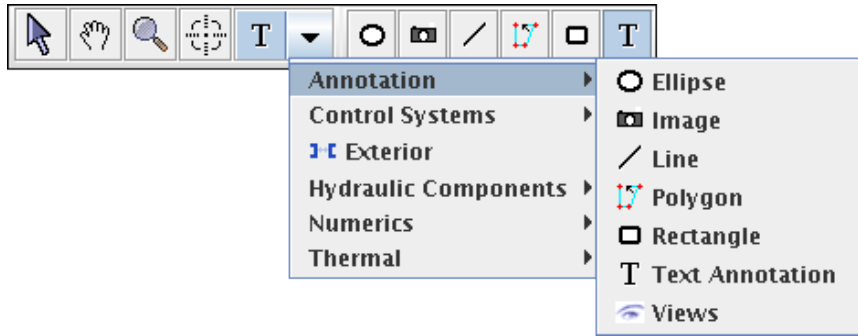 T T
Annotation
Control Systems
Exterior
Hydraulic Components
Numerics
Thermal
Ellipse
Image
Line
Polygon
Rectangle
T Text Annotation
Views